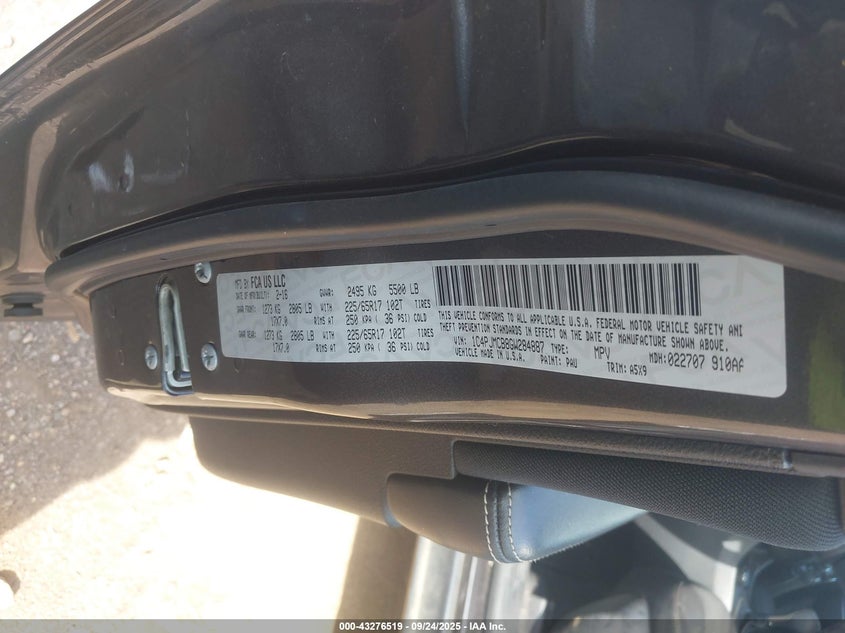 MFD BY FCA US LLC
DATE OF MFR(BUILT): 2-16 GVWR: 2495 KG 5500 LB
GAWR FRONT: 1273 KG 2805 LB WITH 225/65R17 102T TIRES
17X7.0 RIMS AT 250 KPA ( 36 PSI) COLD
GAWR REAR: 1273 KG 2805 LB WITH 225/65R17 102T TIRES
17X7.0 RIMS AT 250 KPA ( 36 PSI) COLD
THIS VEHICLE CONFORMS TO ALL APPLICABLE U.S.A. FEDERAL MOTOR VEHICLE SAFETY AND
THEFT PREVENTION STANDARDS IN EFFECT ON THE DATE OF MANUFACTURE SHOWN ABOVE.
VIN: 1C4PJMCB8GW284887 TYPE: MPV
VEHICLE MADE IN U.S.A. PAINT: PAU MDH: 022707 910AA
TRIM: A5X9
000-43276519 - 09/24/2025 - IAA Inc.